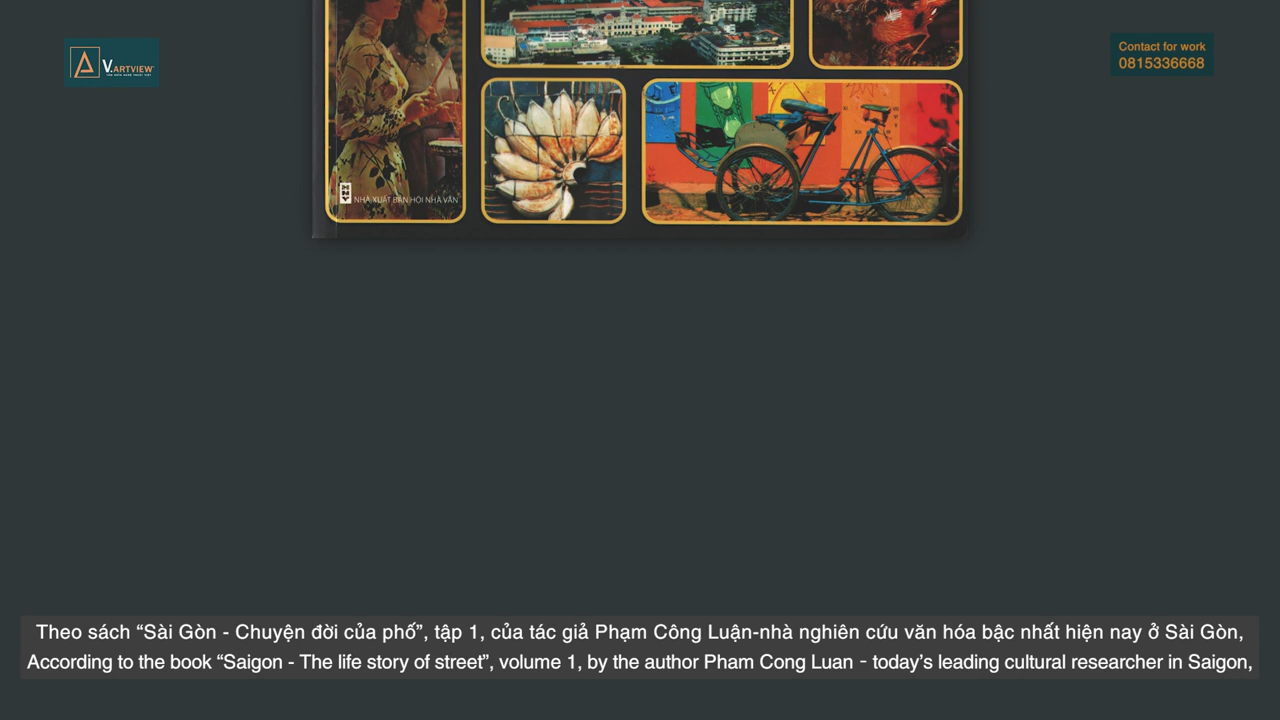 V.ARTVIEW
Contact for work
0815336668
NHÀ XUẤT BẢN HỘI NHÀ VĂN
Theo sách “Sài Gòn - Chuyện đời của phố”, tập 1, của tác giả Phạm Công Luận-nhà nghiên cứu văn hóa bậc nhất hiện nay ở Sài Gòn,
According to the book “Saigon - The life story of street”, volume 1, by the author Pham Cong Luan - today’s leading cultural researcher in Saigon,